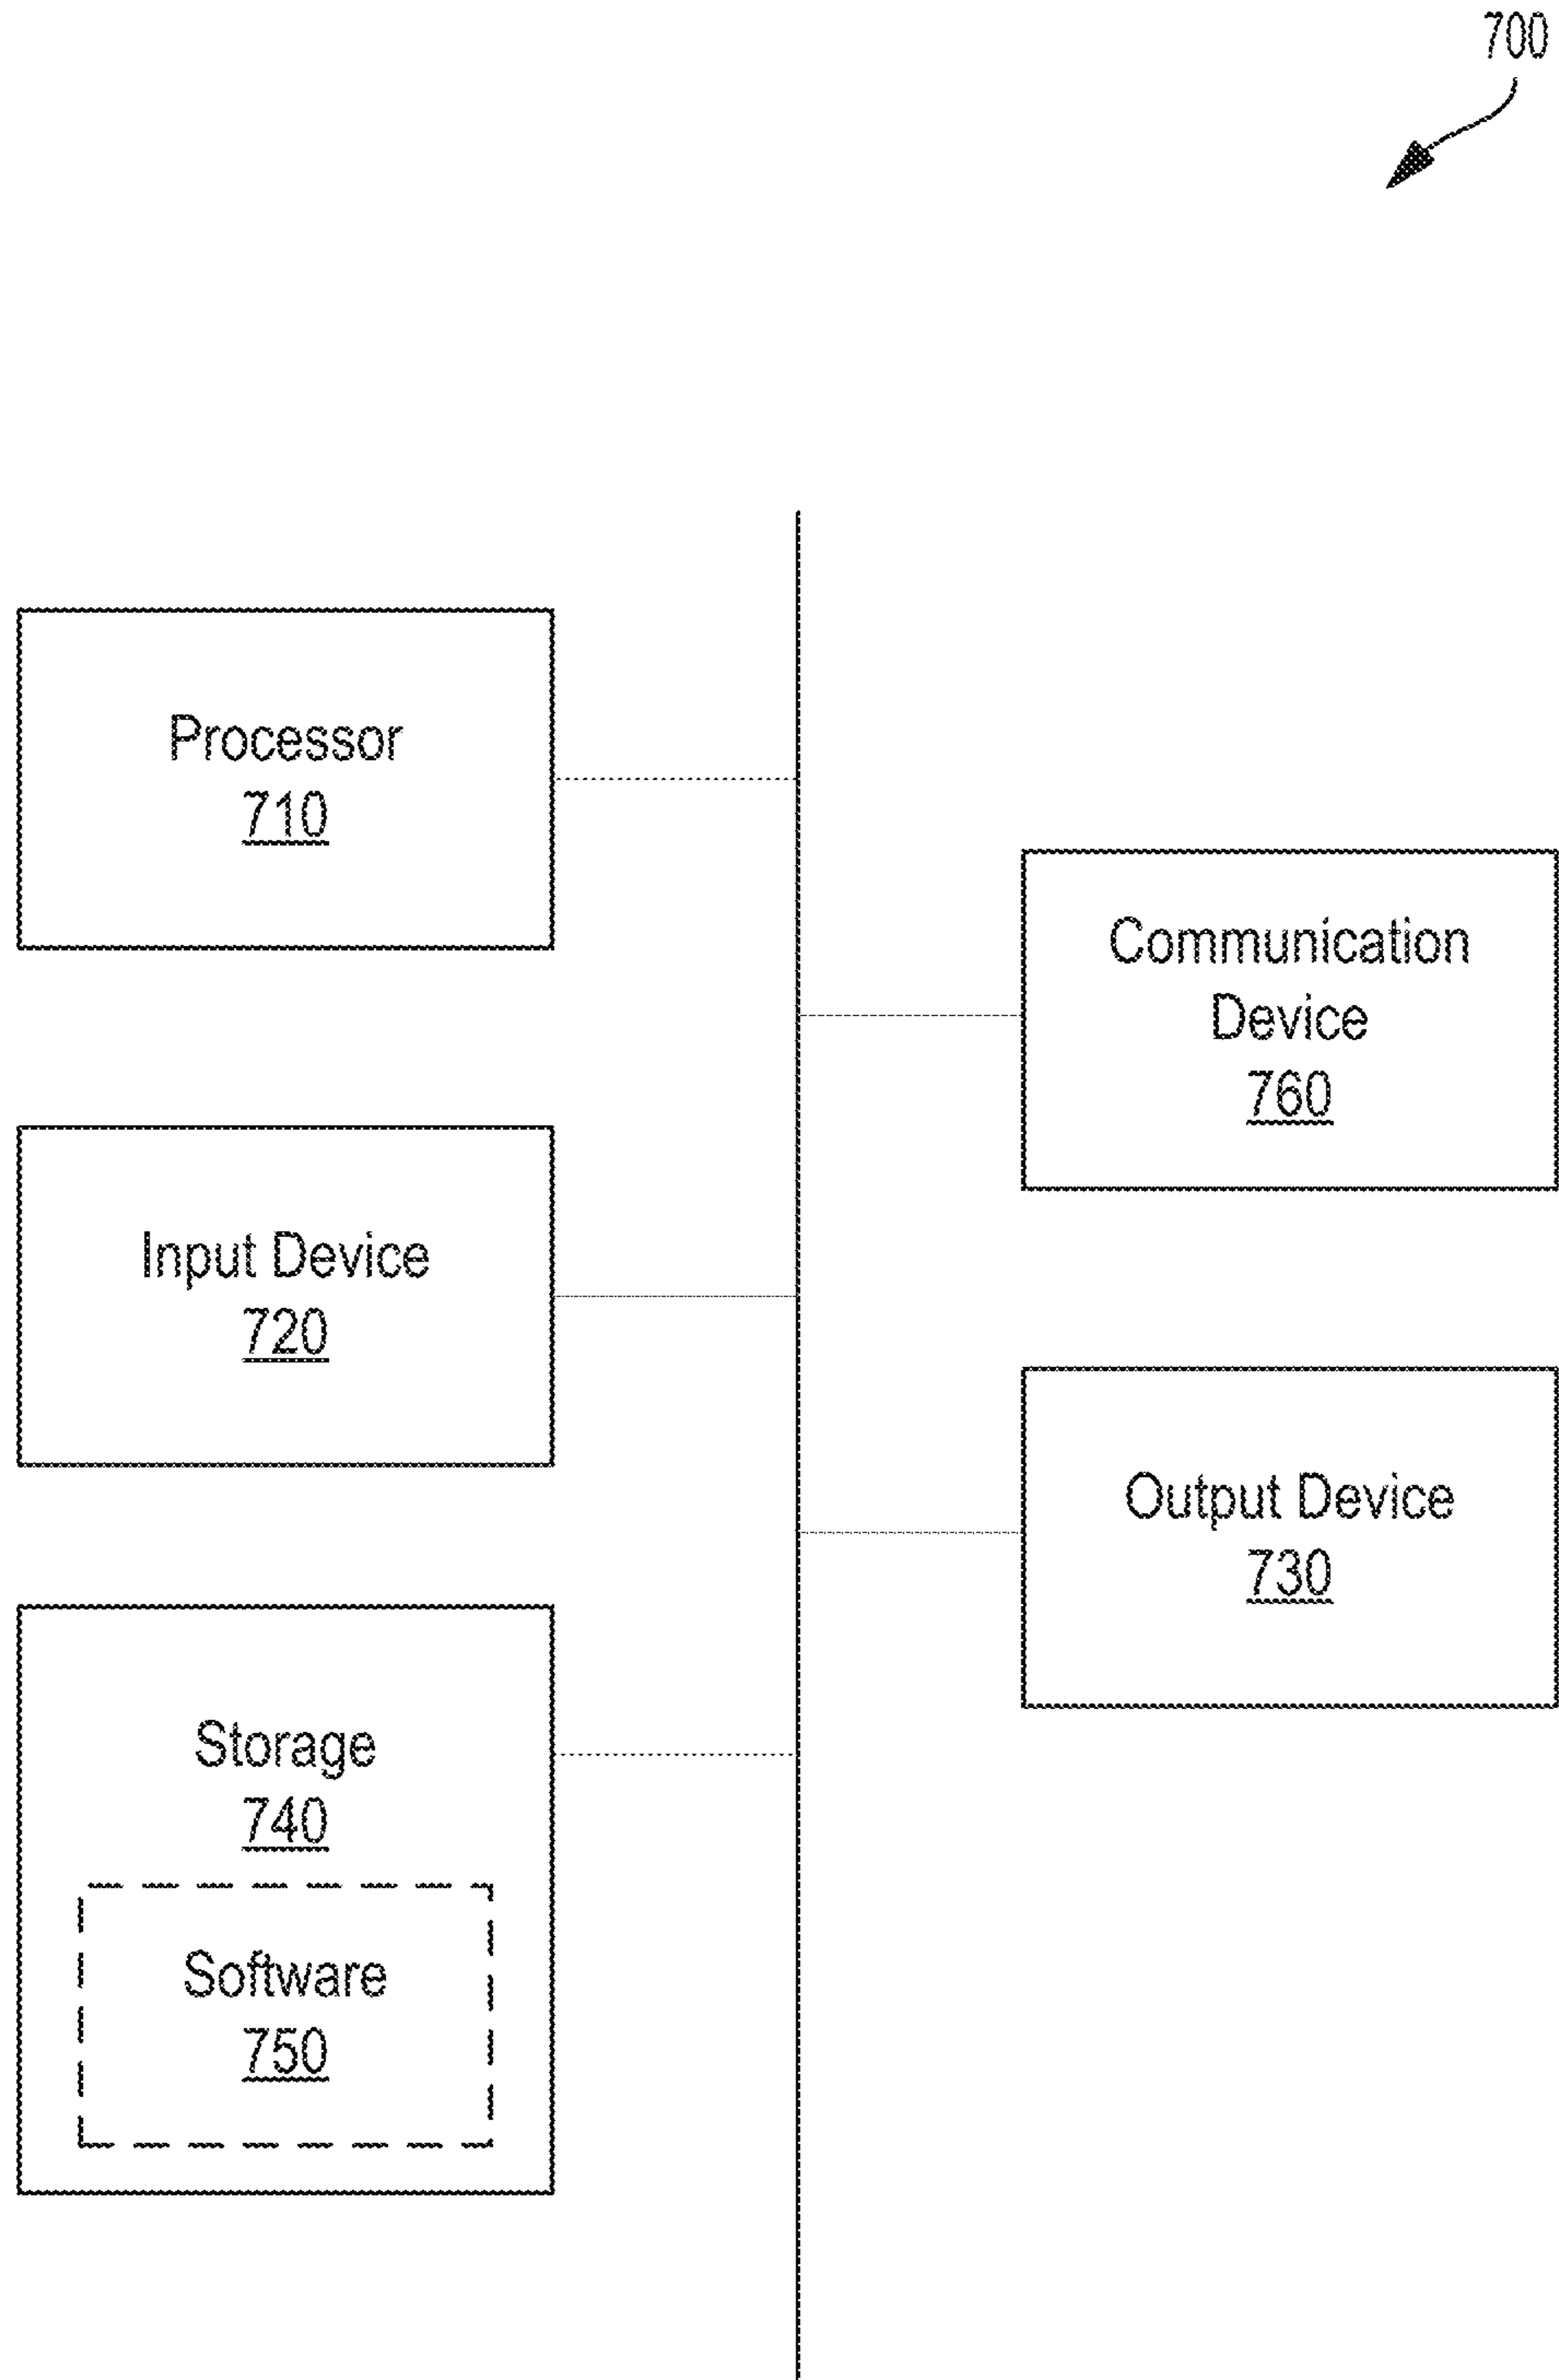 700
Processor
710
Communication
Device
760
Input Device
720
Output Device
730
Storage
740
Software
750